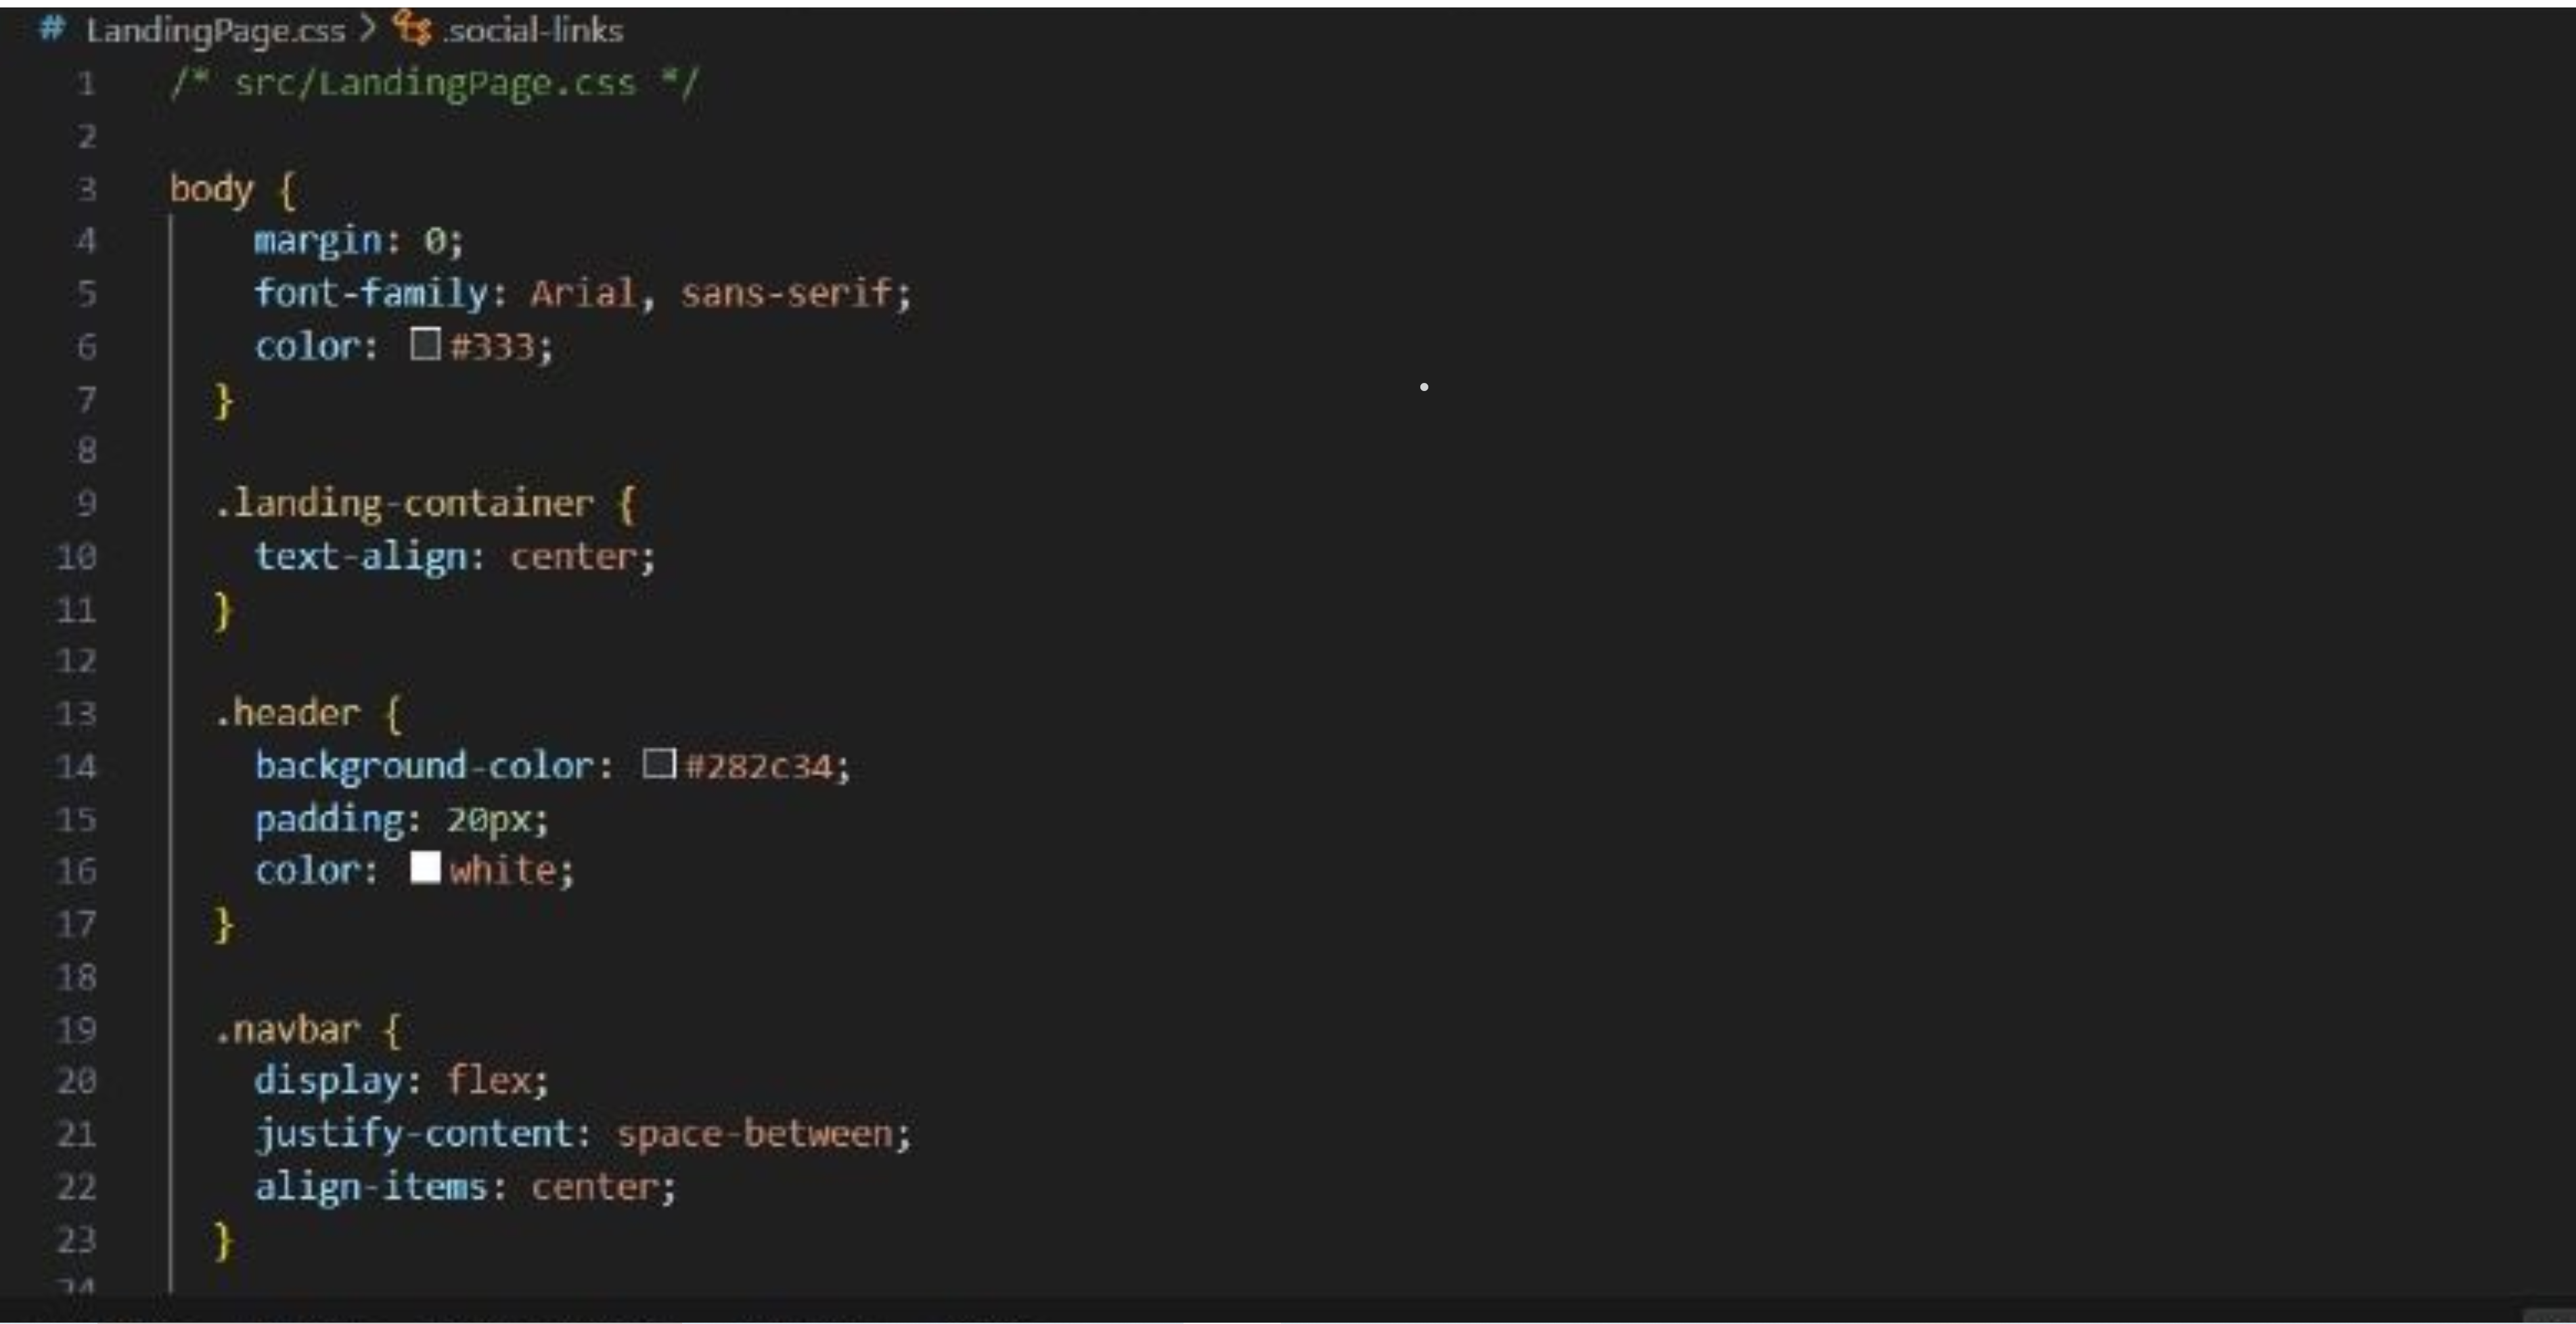 # LandingPage.css > .social-links
1 /* src/LandingPage.css */
2
3 body {
4 margin: 0;
5 font-family: Arial, sans-serif;
6 color: #333;
7 }
8
9 .landing-container {
10 text-align: center;
11 }
12
13 .header {
14 background-color: #282c34;
15 padding: 20px;
16 color: white;
17 }
18
19 .navbar {
20 display: flex;
21 justify-content: space-between;
22 align-items: center;
23 }
24